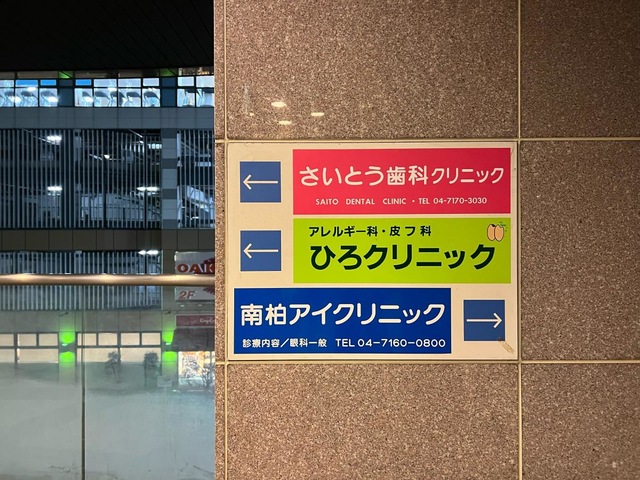 さいとう歯科クリニック
SAITO DENTAL CLINIC ・ TEL 04-7170-3030
アレルギー科・皮フ科
ひろクリニック
南柏アイクリニック
診療内容／眼科一般 TEL 04-7160-0800
OAK
2F